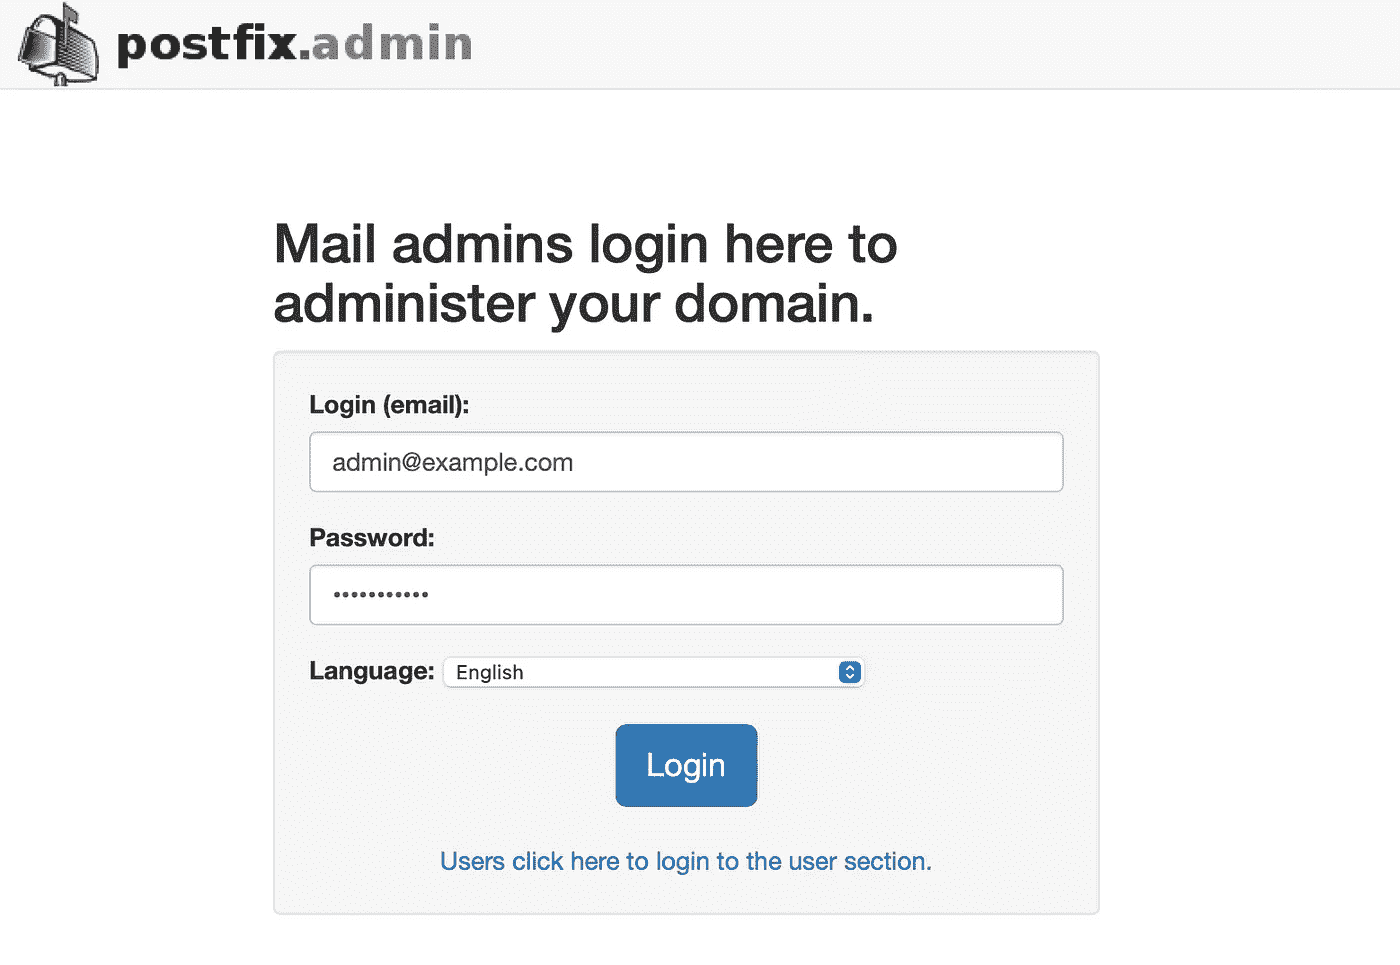 postfix.admin
Mail admins login here to
administer your domain.
Login (email):
admin@example.com
Password:
•••••••••••
Language: English
Login
Users click here to login to the user section.